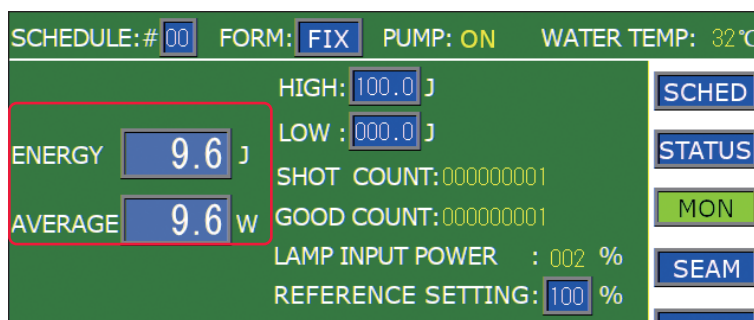 SCHEDULE:# 00 FORM: FIX PUMP: ON WATER TEMP: 32℃
HIGH: 100.0 J
LOW : 000.0 J
ENERGY 9.6 J
AVERAGE 9.6 W
SHOT COUNT:000000001
GOOD COUNT:000000001
LAMP INPUT POWER : 002 %
REFERENCE SETTING: 100 %
SCHED
STATUS
MON
SEAM